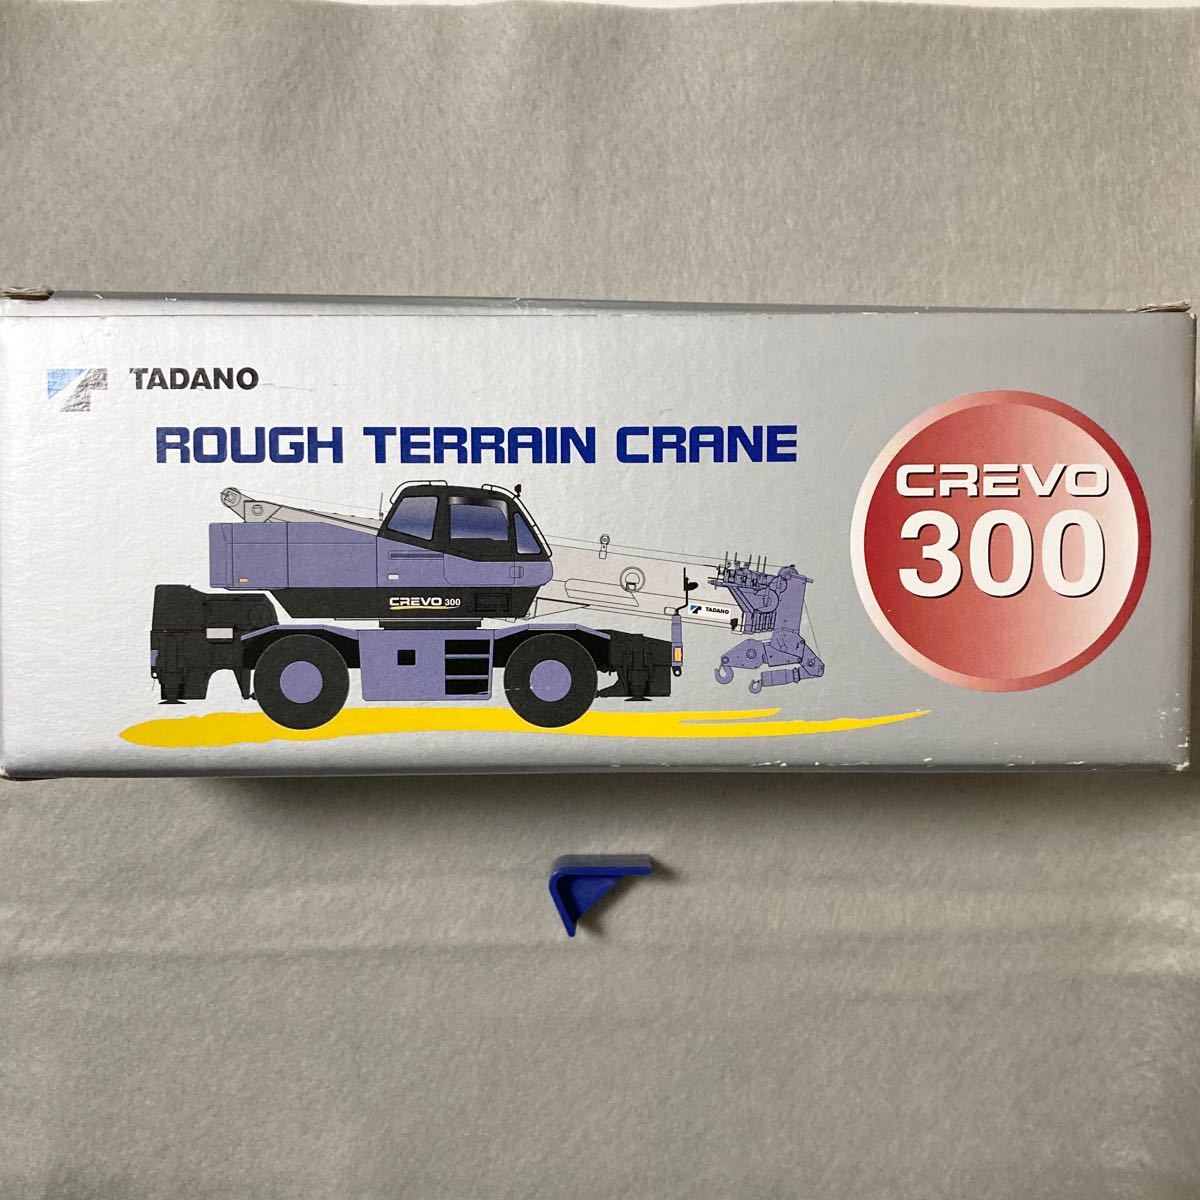 TADANO
ROUGH TERRAIN CRANE
CREVO
300
CREVO 300
TADANO